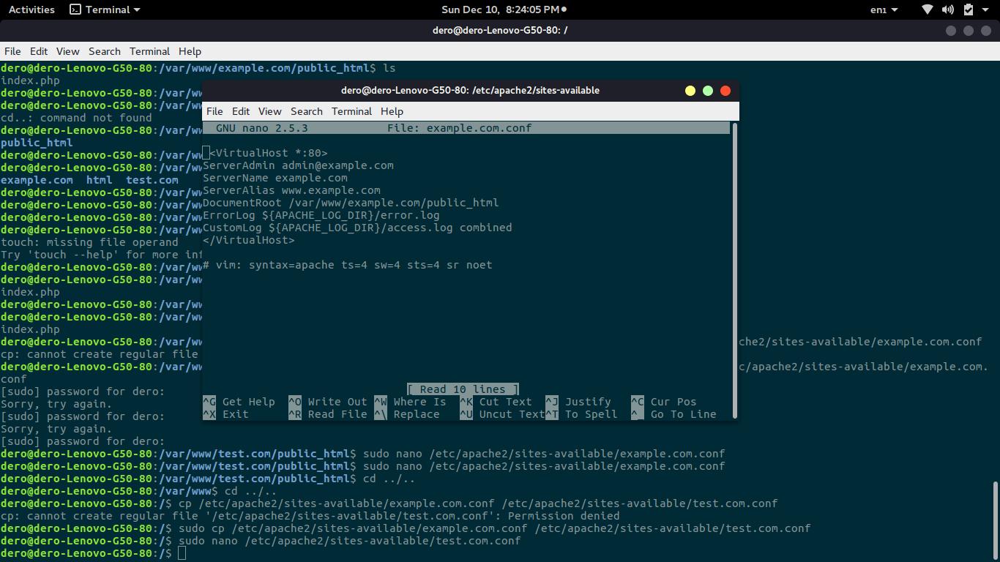 Activities Terminal Sun Dec 10, 8:24:05 PM en1
dero@dero-Lenovo-G50-80: /
File Edit View Search Terminal Help
dero@dero-Lenovo-G50-80:/var/www/example.com/public_html$ ls
index.php
dero@dero-Lenovo-G50-80:/var/ww
dero@dero-Lenovo-G50-80:/var/ww
cd..: command not found
dero@dero-Lenovo-G50-80:/var/ww
public_html
dero@dero-Lenovo-G50-80:/var/ww
dero@dero-Lenovo-G50-80:/var/ww
example.com html test.com
dero@dero-Lenovo-G50-80:/var/ww
dero@dero-Lenovo-G50-80:/var/ww
dero@dero-Lenovo-G50-80:/var/ww
dero@dero-Lenovo-G50-80:/var/ww
touch: missing file operand
Try 'touch --help' for more inf
dero@dero-Lenovo-G50-80:/var/ww
dero@dero-Lenovo-G50-80:/var/ww
index.php
dero@dero-Lenovo-G50-80:/var/ww
dero@dero-Lenovo-G50-80:/var/ww
index.php
dero@dero-Lenovo-G50-80:/var/ww che2/sites-available/example.com.conf
cp: cannot create regular file
dero@dero-Lenovo-G50-80:/var/ww c/apache2/sites-available/example.com.
conf
[sudo] password for dero:
Sorry, try again.
[sudo] password for dero:
Sorry, try again.
[sudo] password for dero:
dero@dero-Lenovo-G50-80:/var/www/test.com/public_html$ sudo nano /etc/apache2/sites-available/example.com.conf
dero@dero-Lenovo-G50-80:/var/www/test.com/public_html$ sudo nano /etc/apache2/sites-available/example.com.conf
dero@dero-Lenovo-G50-80:/var/www/test.com/public_html$ cd ../..
dero@dero-Lenovo-G50-80:/var/www$ cd ../..
dero@dero-Lenovo-G50-80:/$ cp /etc/apache2/sites-available/example.com.conf /etc/apache2/sites-available/test.com.conf
cp: cannot create regular file '/etc/apache2/sites-available/test.com.conf': Permission denied
dero@dero-Lenovo-G50-80:/$ sudo cp /etc/apache2/sites-available/example.com.conf /etc/apache2/sites-available/test.com.conf
dero@dero-Lenovo-G50-80:/$ sudo nano /etc/apache2/sites-available/test.com.conf
dero@dero-Lenovo-G50-80:/$
dero@dero-Lenovo-G50-80: /etc/apache2/sites-available
File Edit View Search Terminal Help
GNU nano 2.5.3 File: example.com.conf
<VirtualHost *:80>
ServerAdmin admin@example.com
ServerName example.com
ServerAlias www.example.com
DocumentRoot /var/www/example.com/public_html
ErrorLog ${APACHE_LOG_DIR}/error.log
CustomLog ${APACHE_LOG_DIR}/access.log combined
</VirtualHost>
# vim: syntax=apache ts=4 sw=4 sts=4 sr noet
[ Read 10 lines ]
^G Get Help ^O Write Out ^W Where Is ^K Cut Text ^J Justify ^C Cur Pos
^X Exit ^R Read File ^\ Replace ^U Uncut Text ^T To Spell ^_ Go To Line